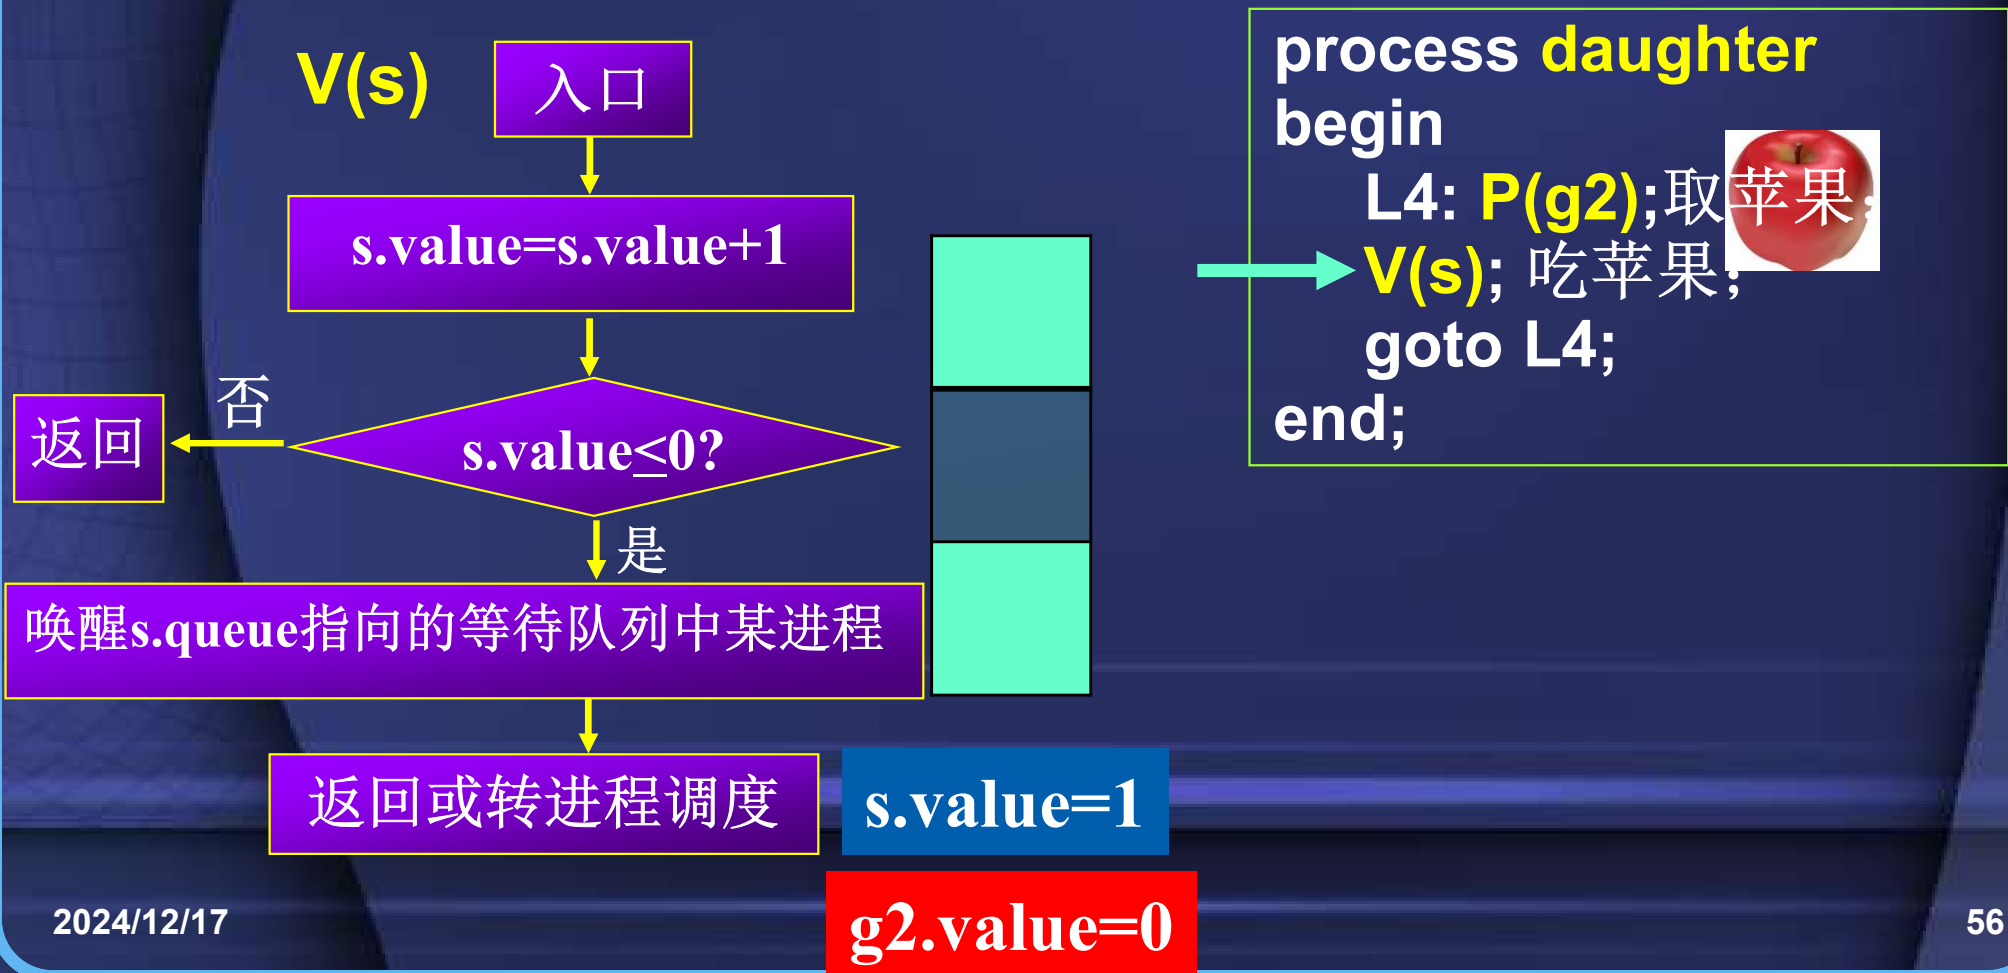 V(s)
入口
s.value=s.value+1
s.value≤0?
否
返回
是
唤醒s.queue指向的等待队列中某进程
返回或转进程调度
process daughter
begin
L4: P(g2);取苹果;
V(s); 吃苹果;
goto L4;
end;
s.value=1
g2.value=0
2024/12/17
56